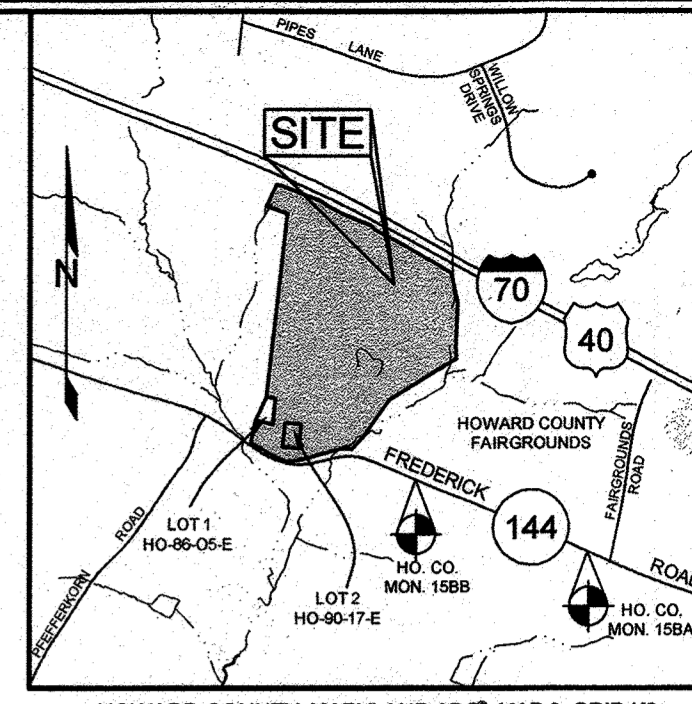 PIPES LANE
WILLOW
SPRINGS
DRIVE
SITE
N
70
40
HOWARD COUNTY
FAIRGROUNDS
FAIRGROUNDS
ROAD
FREDERICK
144
ROAD
LOT 1
HO-86-05-E
PFEFFERKORN ROAD
LOT 2
HO-90-17-E
HO. CO.
MON. 15BB
HO. CO.
MON. 15BA